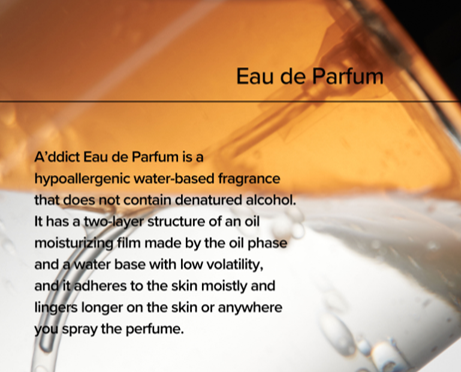 Eau de Parfum
A'ddict Eau de Parfum is a
hypoallergenic water-based fragrance
that does not contain denatured alcohol.
It has a two-layer structure of an oil
moisturizing film made by the oil phase
and a water base with low volatility,
and it adheres to the skin moistly and
lingers longer on the skin or anywhere
you spray the perfume.